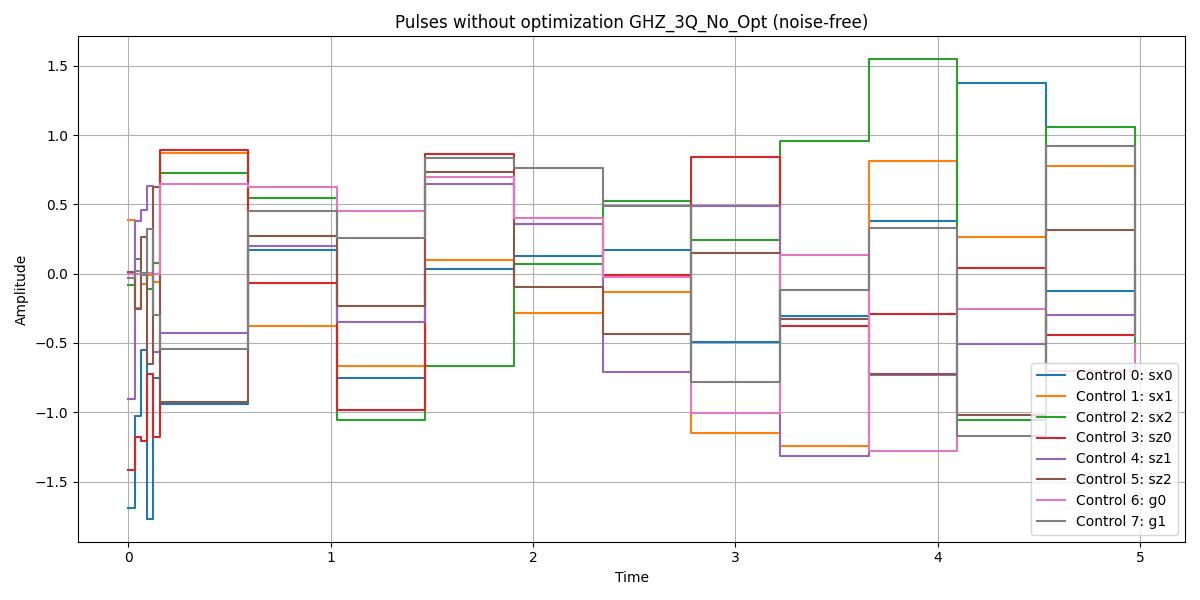 Pulses without optimization GHZ_3Q_No_Opt (noise-free)
1.5
1.0
0.5
0.0
−0.5
−1.0
−1.5
Amplitude
0 1 2 3 4 5
Time
Control 0: sx0
Control 1: sx1
Control 2: sx2
Control 3: sz0
Control 4: sz1
Control 5: sz2
Control 6: g0
Control 7: g1